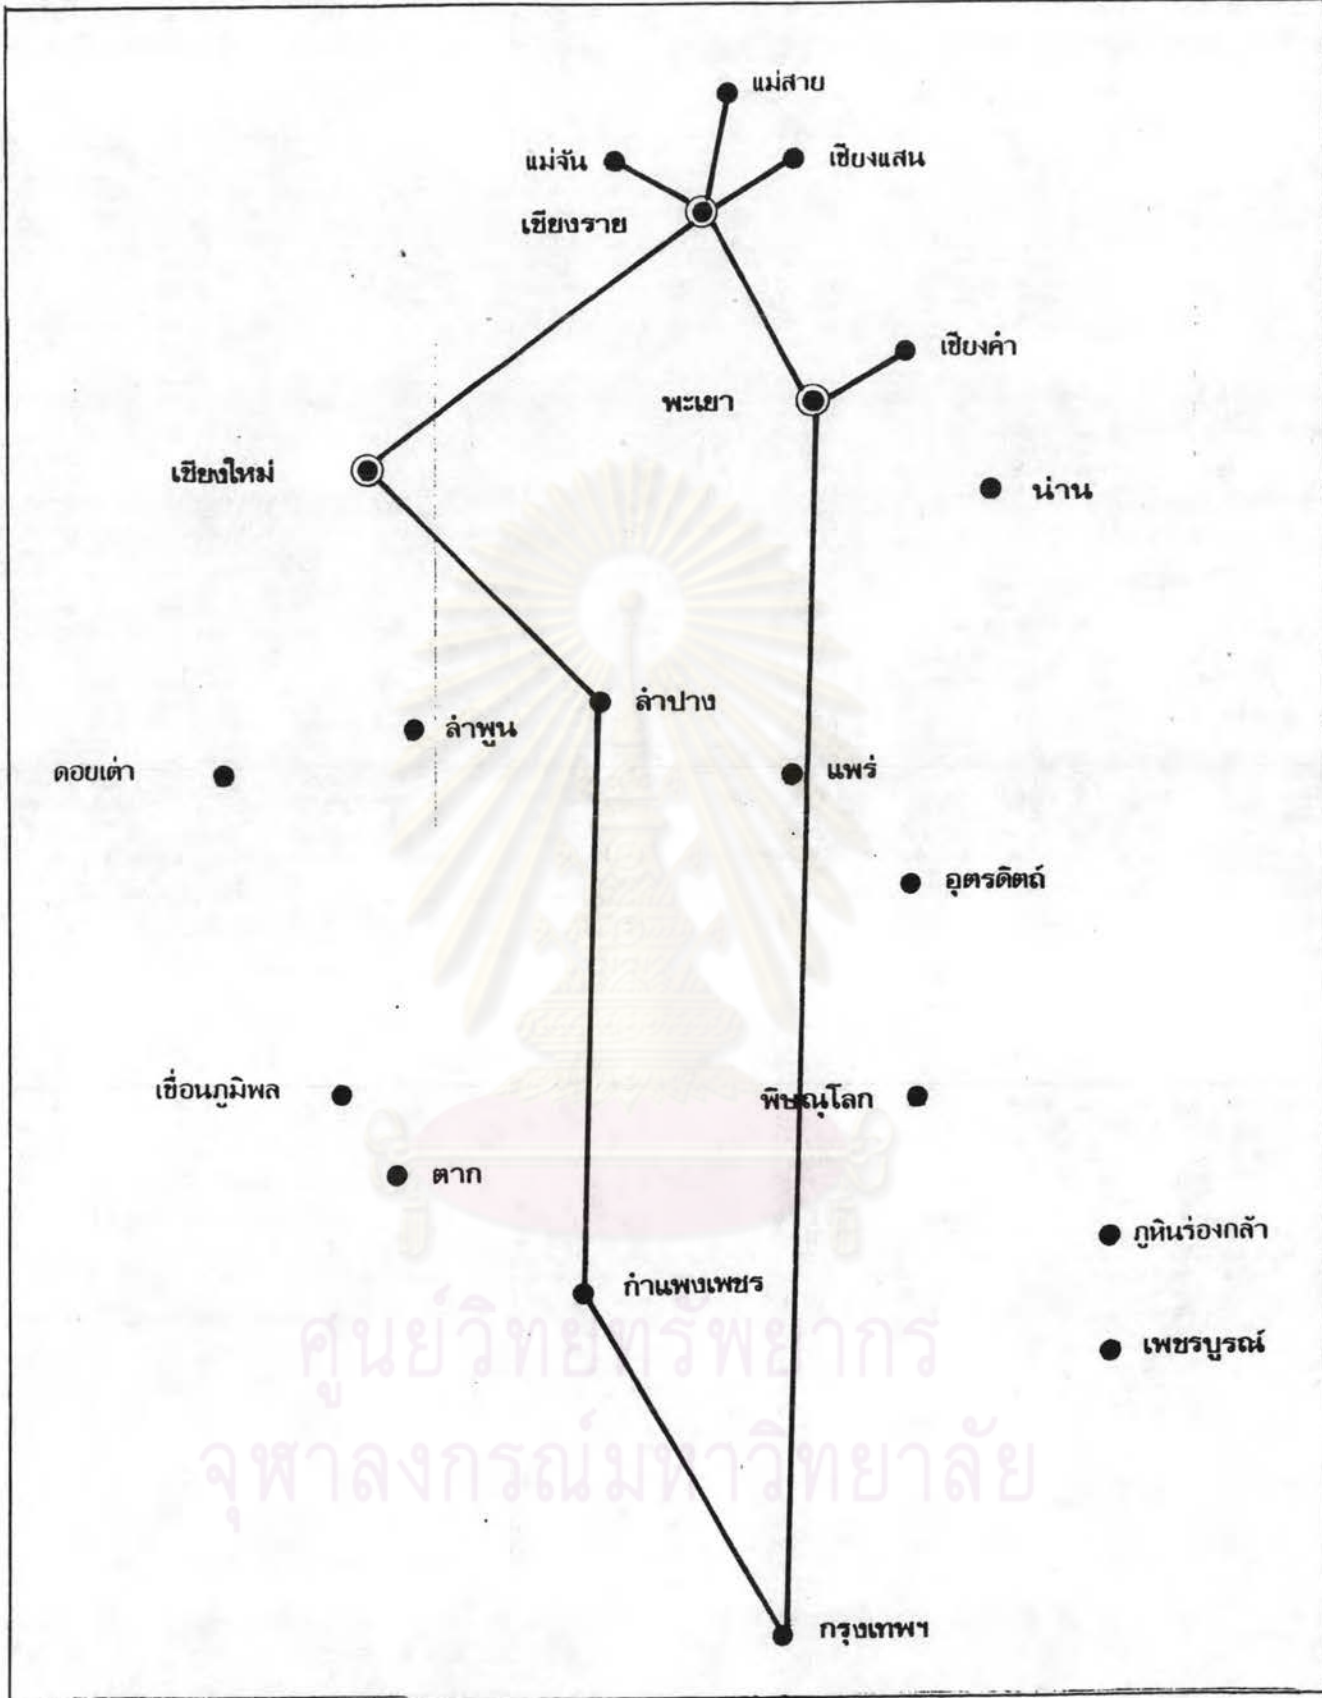 แม่สาย
แม่จัน
เชียงแสน
เชียงราย
เชียงคำ
พะเยา
เชียงใหม่
น่าน
ลำปาง
ลำพูน
ดอยเต่า
แพร่
อุตรดิตถ์
เขื่อนภูมิพล
พิษณุโลก
ตาก
ภูหินร่องกล้า
กำแพงเพชร
ศูนย์วิทยทรัพยากร
เพชรบูรณ์
จุฬาลงกรณ์มหาวิทยาลัย
กรุงเทพฯ